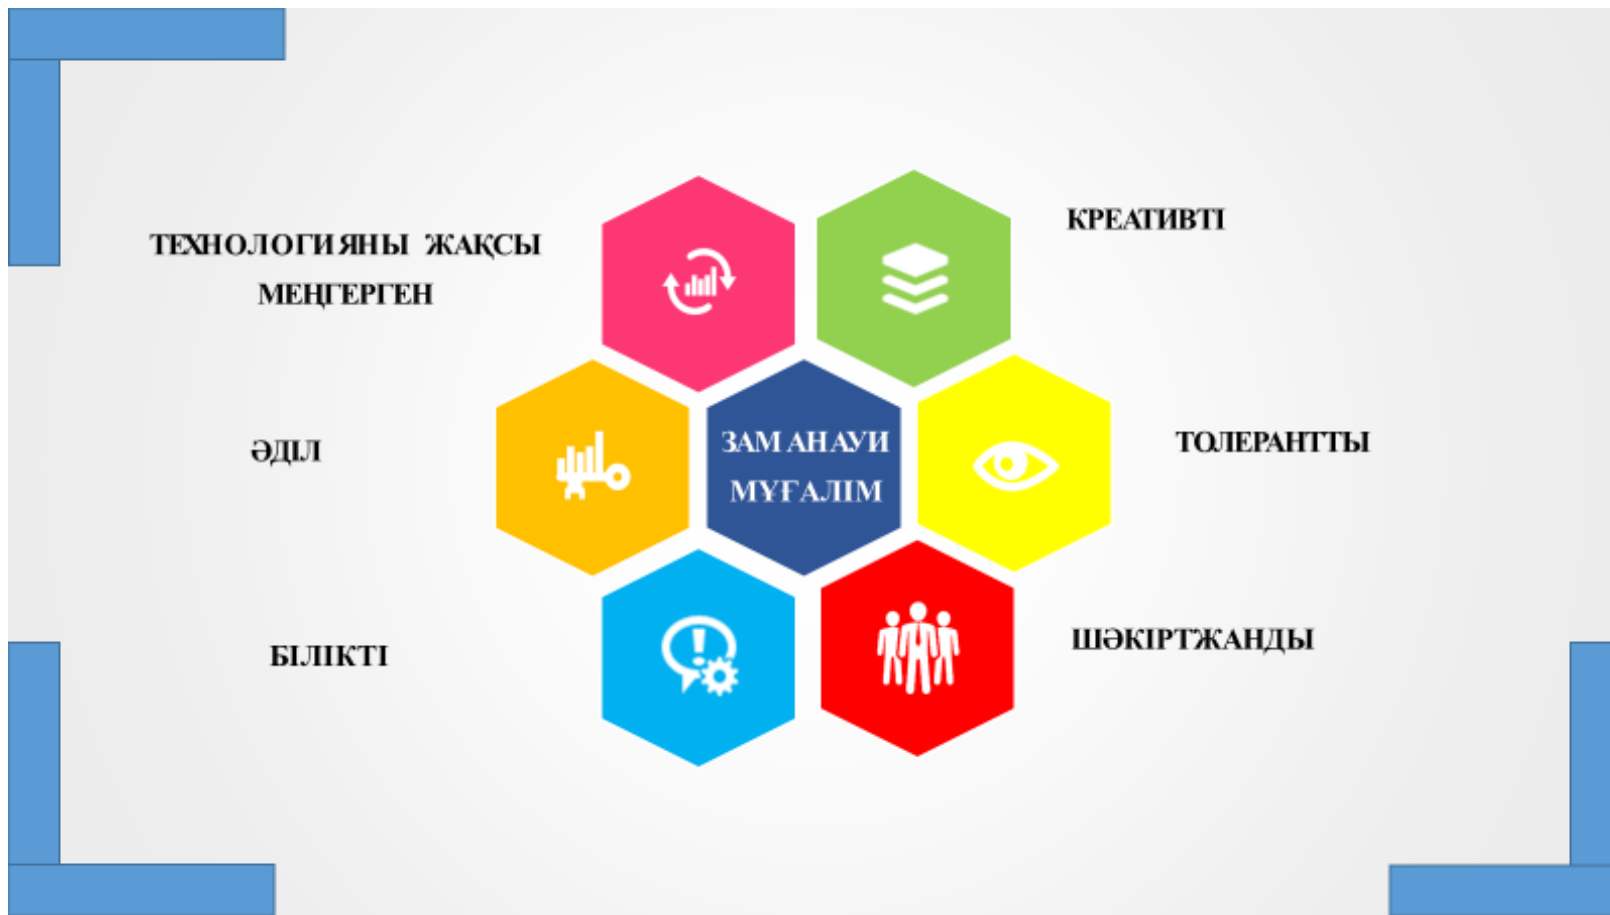 ТЕХНОЛОГИЯНЫ ЖАҚСЫ
МЕҢГЕРГЕН
КРЕАТИВТІ
ӘДІЛ
ЗАМАНАУИ
МҰҒАЛІМ
ТОЛЕРАНТТЫ
БІЛІКТІ
ШӘКІРТЖАНДЫ